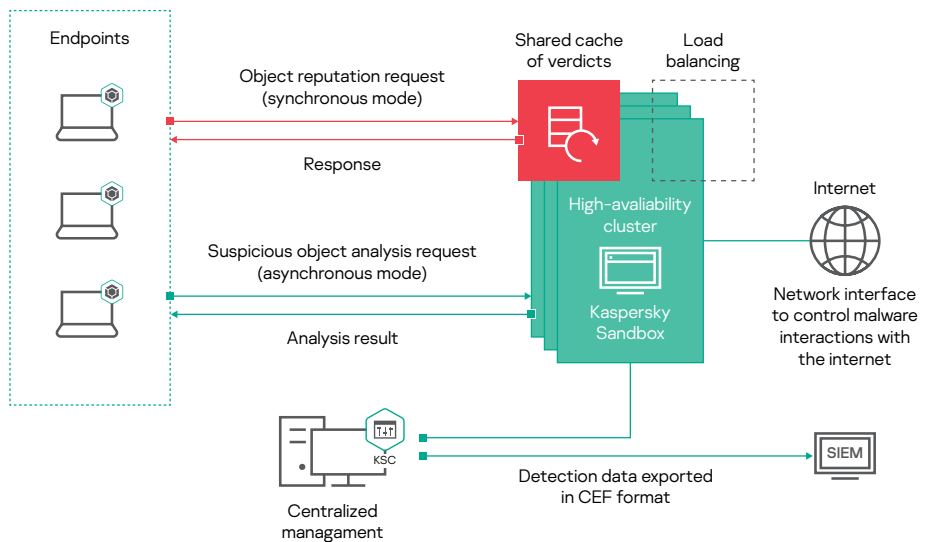 Endpoints
Object reputation request
(synchronous mode)
Response
Suspicious object analysis request
(asynchronous mode)
Analysis result
Shared cache
of verdicts
Load
balancing
High-avaliability
cluster
Kaspersky
Sandbox
Internet
Network interface
to control malware
interactions with
the internet
KSC
Centralized
managament
Detection data exported
in CEF format
SIEM